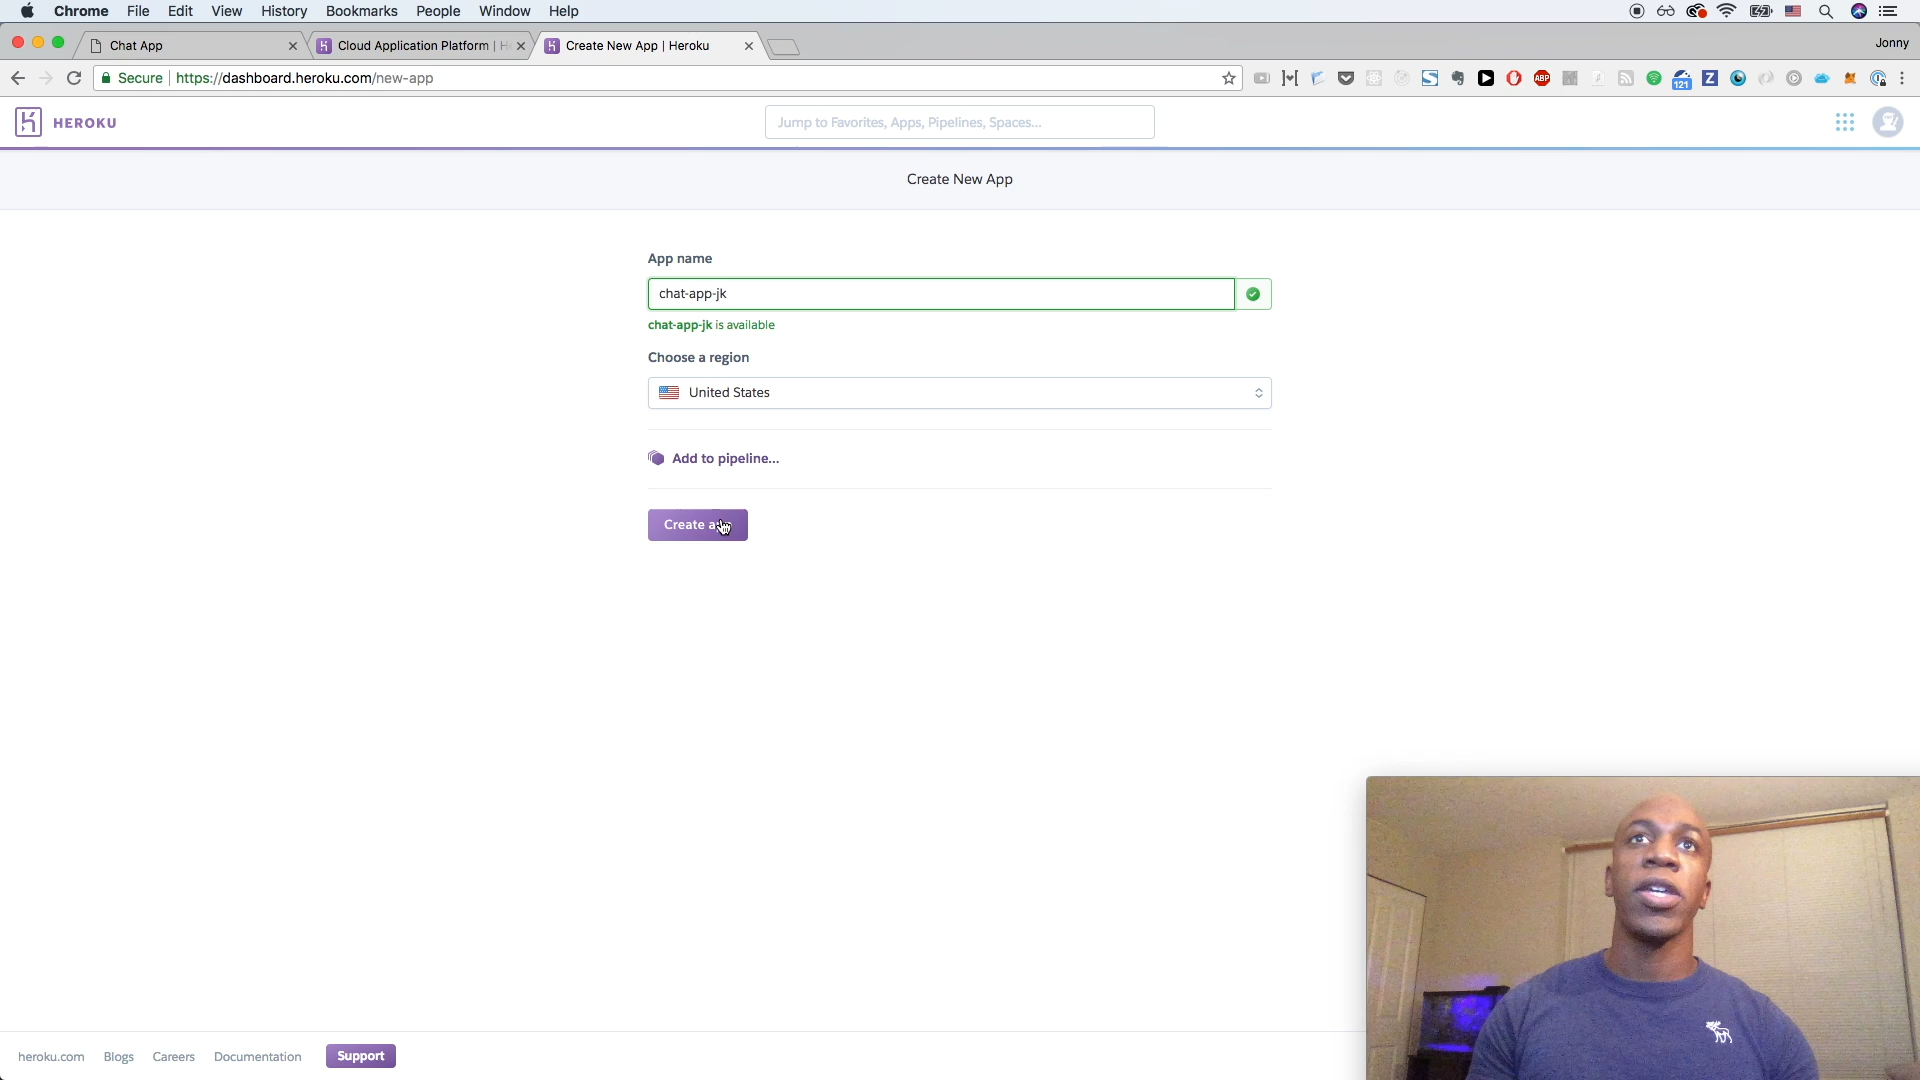 Chrome File Edit View History Bookmarks People Window Help
Chat App
Cloud Application Platform | H
Create New App | Heroku
Jonny
Secure
https://dashboard.heroku.com/new-app
ABP
121
Z
HEROKU
Jump to Favorites, Apps, Pipelines, Spaces...
Create New App
App name
chat-app-jk
chat-app-jk is available
Choose a region
United States
Add to pipeline...
Create
heroku.com Blogs Careers Documentation Support